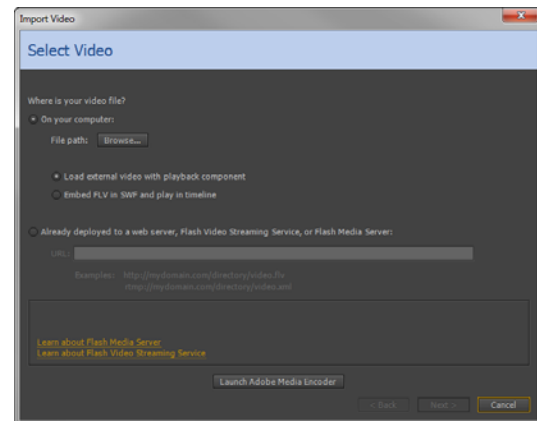 Import Video
Select Video
Where is your video file?
On your computer:
File path: Browse...
Load external video with playback component
Embed FLV in SWF and play in timeline
Already deployed to a web server, Flash Video Streaming Service, or Flash Media Server:
URL:
Examples: http://mydomain.com/directory/video.flv
rtmp://mydomain.com/directory/video.xml
Learn about Flash Media Server
Learn about Flash Video Streaming Service
Launch Adobe Media Encoder
< Back Next > Cancel